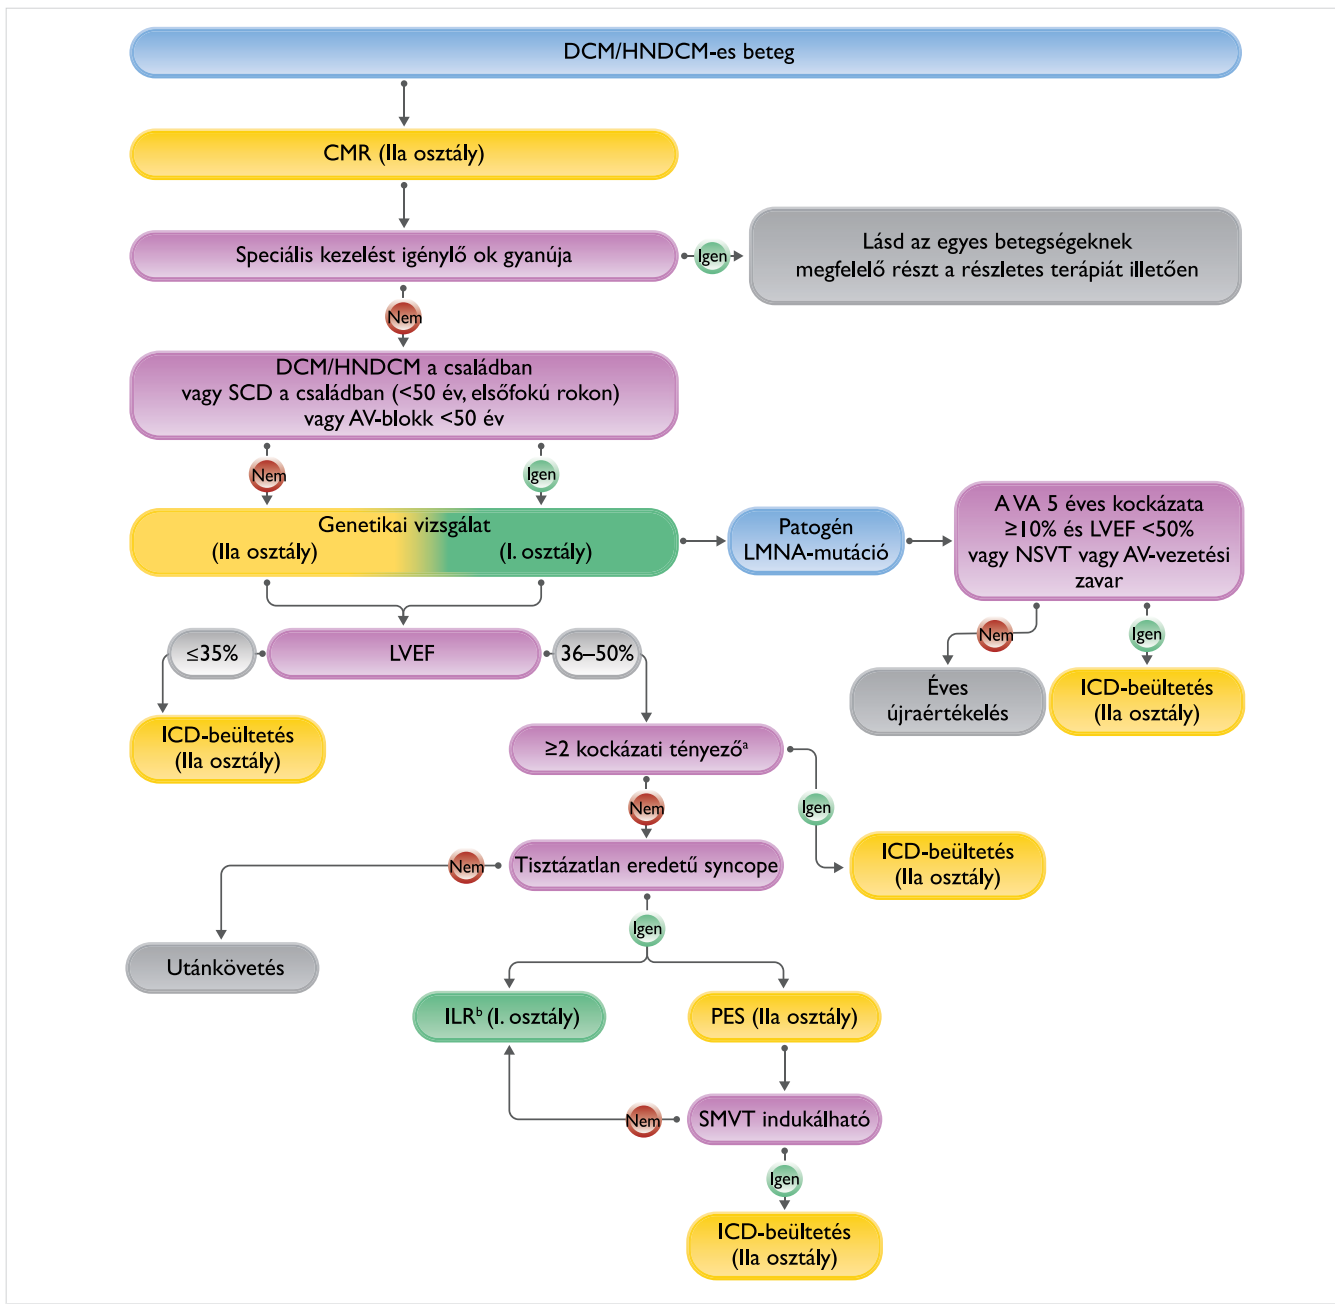 DCM/HNDCM-es beteg
CMR (IIa osztály)
Speciális kezelést igénylő ok gyanúja
Igen
Lásd az egyes betegségeknek
megfelelő részt a részletes terápiát illetően
Nem
DCM/HNDCM a családban
vagy SCD a családban (<50 év, elsőfokú rokon)
vagy AV-blokk <50 év
Nem
Igen
Genetikai vizsgálat
(IIa osztály)
(I. osztály)
Patogén
LMNA-mutáció
A VA 5 éves kockázata
≥10% és LVEF <50%
vagy NSVT vagy AV-vezetési
zavar
Nem
Igen
Éves
újraértékelés
ICD-beültetés
(IIa osztály)
≤35%
LVEF
36–50%
ICD-beültetés
(IIa osztály)
≥2 kockázati tényezőᵃ
Nem
Igen
ICD-beültetés
(IIa osztály)
Tisztázatlan eredetű syncope
Nem
Igen
Utánkövetés
ILRᵇ (I. osztály)
PES (IIa osztály)
SMVT indukálható
Nem
Igen
ICD-beültetés
(IIa osztály)